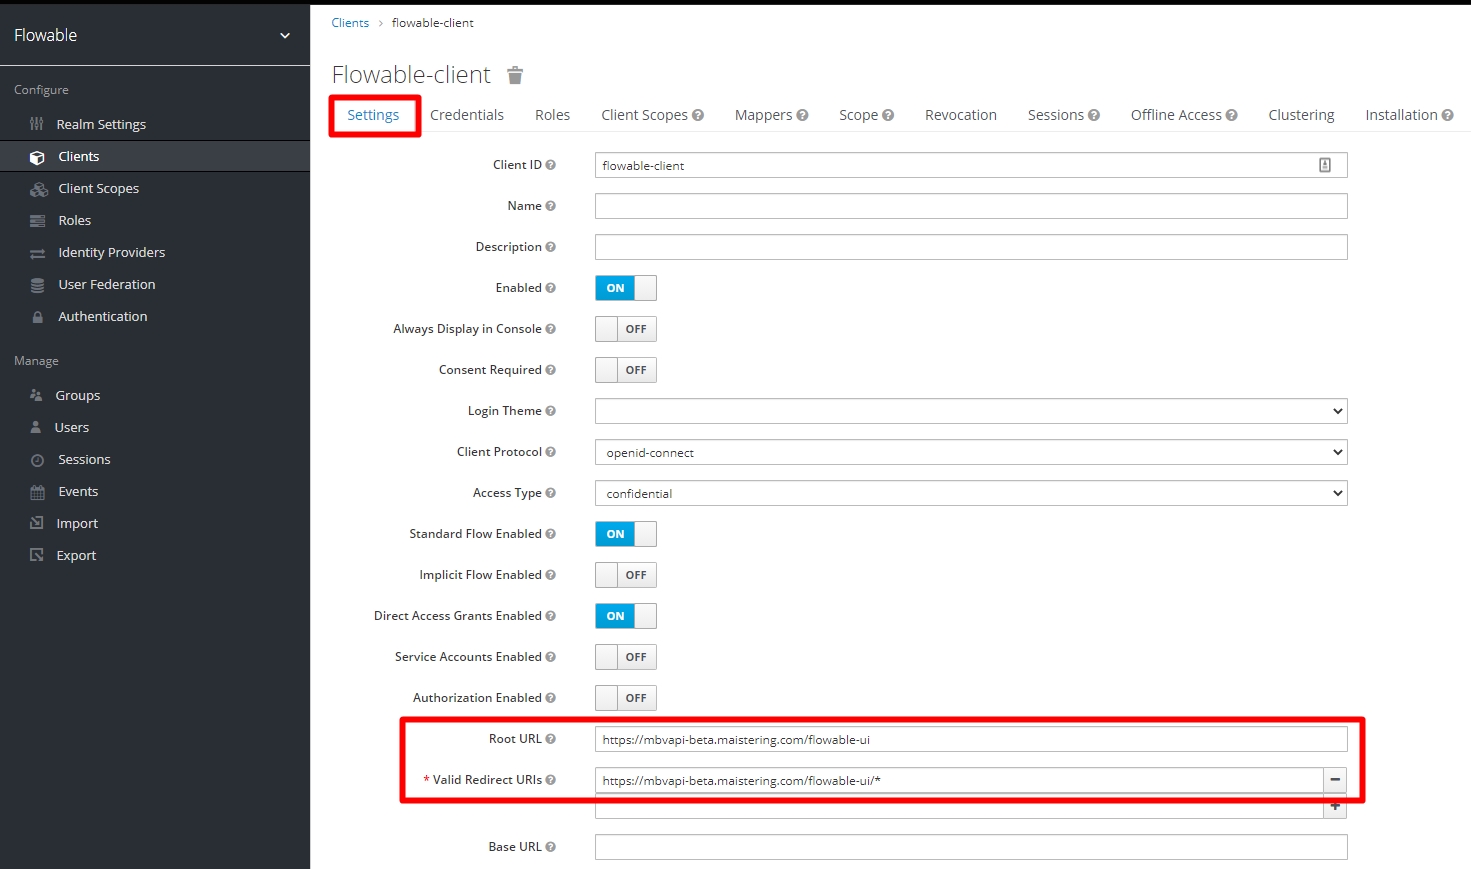 Flowable
Configure
Realm Settings
Clients
Client Scopes
Roles
Identity Providers
User Federation
Authentication
Manage
Groups
Users
Sessions
Events
Import
Export
Clients > flowable-client
Flowable-client
Settings Credentials Roles Client Scopes Mappers Scope Revocation Sessions Offline Access Clustering Installation
Client ID flowable-client
Name
Description
Enabled ON
Always Display in Console OFF
Consent Required OFF
Login Theme
Client Protocol openid-connect
Access Type confidential
Standard Flow Enabled ON
Implicit Flow Enabled OFF
Direct Access Grants Enabled ON
Service Accounts Enabled OFF
Authorization Enabled OFF
Root URL https://mbvapi-beta.maistering.com/flowable-ui
* Valid Redirect URIs https://mbvapi-beta.maistering.com/flowable-ui/*
Base URL